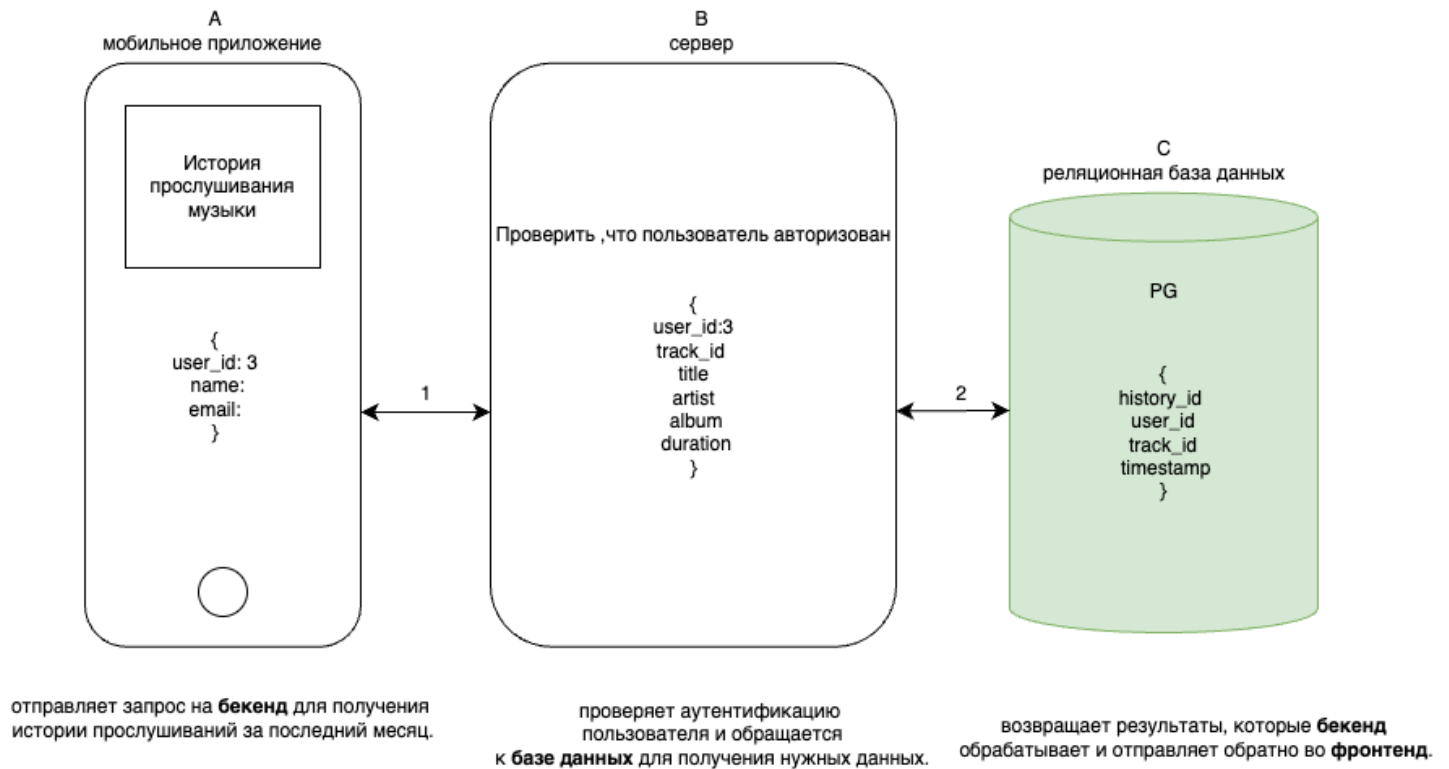 A
мобильное приложение
История
прослушивания
музыки
{
user_id: 3
name:
email:
}
1
B
сервер
Проверить ,что пользователь авторизован
{
user_id:3
track_id
title
artist
album
duration
}
2
C
реляционная база данных
PG
{
history_id
user_id
track_id
timestamp
}
отправляет запрос на бекенд для получения
истории прослушиваний за последний месяц.
проверяет аутентификацию
пользователя и обращается
к базе данных для получения нужных данных.
возвращает результаты, которые бекенд
обрабатывает и отправляет обратно во фронтенд.